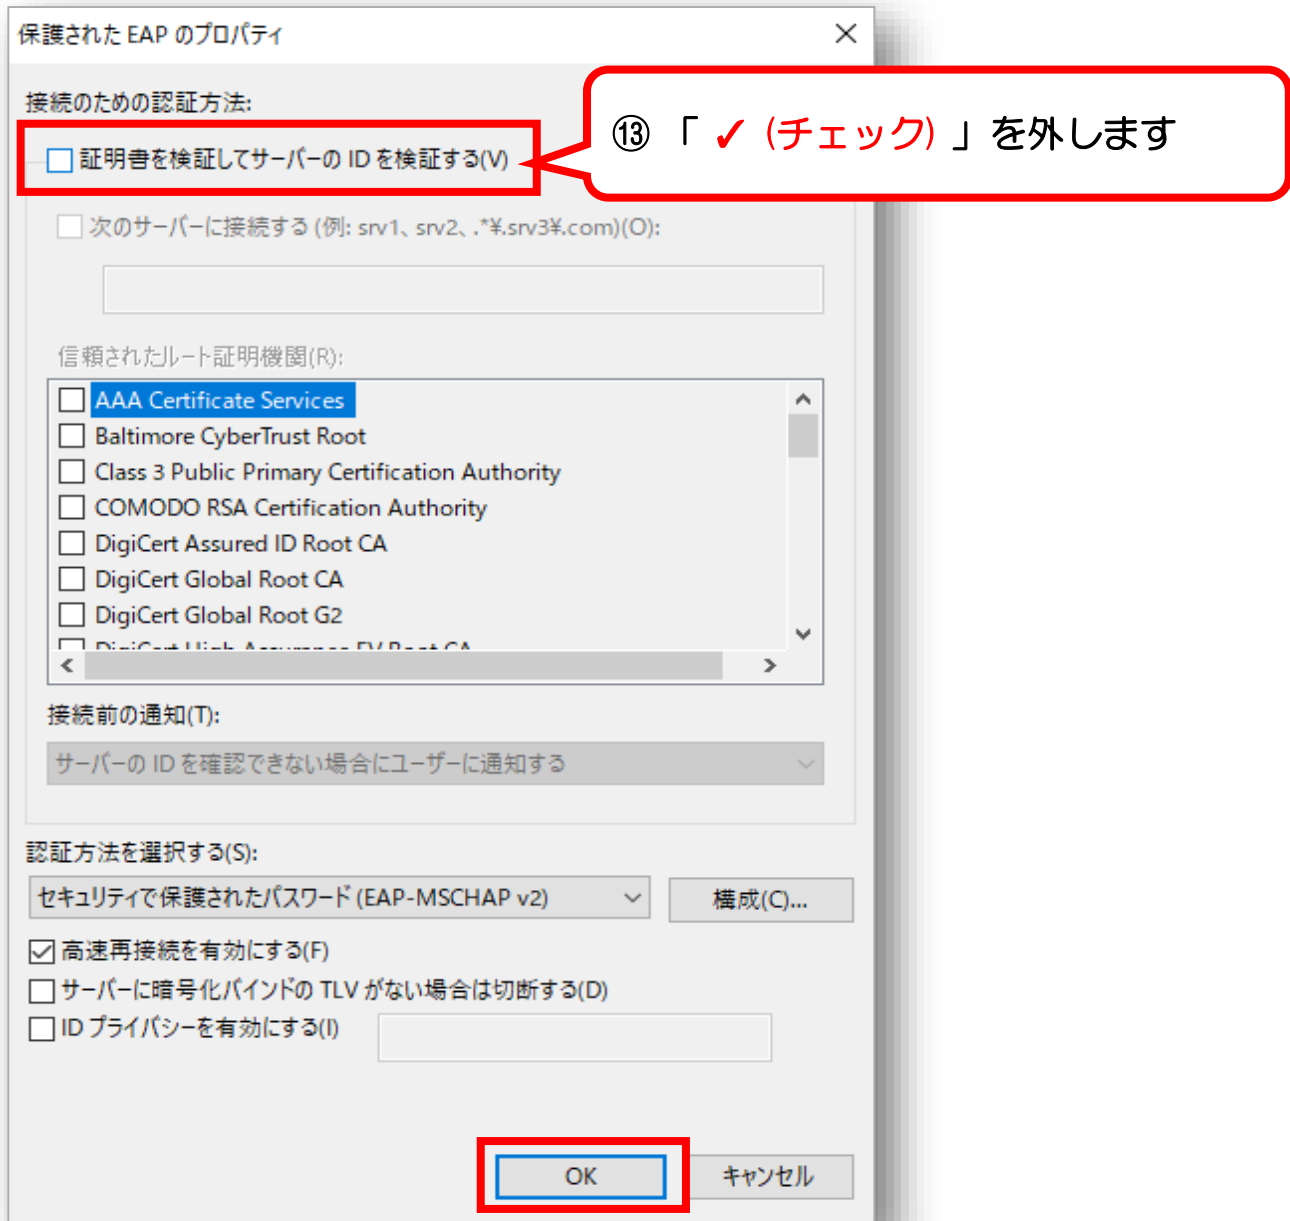 保護された EAP のプロパティ
接続のための認証方法:
⑬ 「 ✓ (チェック) 」を外します
証明書を検証してサーバーの ID を検証する(V)
次のサーバーに接続する (例: srv1、srv2、.*¥.srv3¥.com)(O):
信頼されたルート証明機関(R):
AAA Certificate Services
Baltimore CyberTrust Root
Class 3 Public Primary Certification Authority
COMODO RSA Certification Authority
DigiCert Assured ID Root CA
DigiCert Global Root CA
DigiCert Global Root G2
DigiCert High Assurance EV Root CA
接続前の通知(T):
サーバーの ID を確認できない場合にユーザーに通知する
認証方法を選択する(S):
セキュリティで保護されたパスワード (EAP-MSCHAP v2)
構成(C)...
高速再接続を有効にする(F)
サーバーに暗号化バインドの TLV がない場合は切断する(D)
ID プライバシーを有効にする(I)
OK
キャンセル